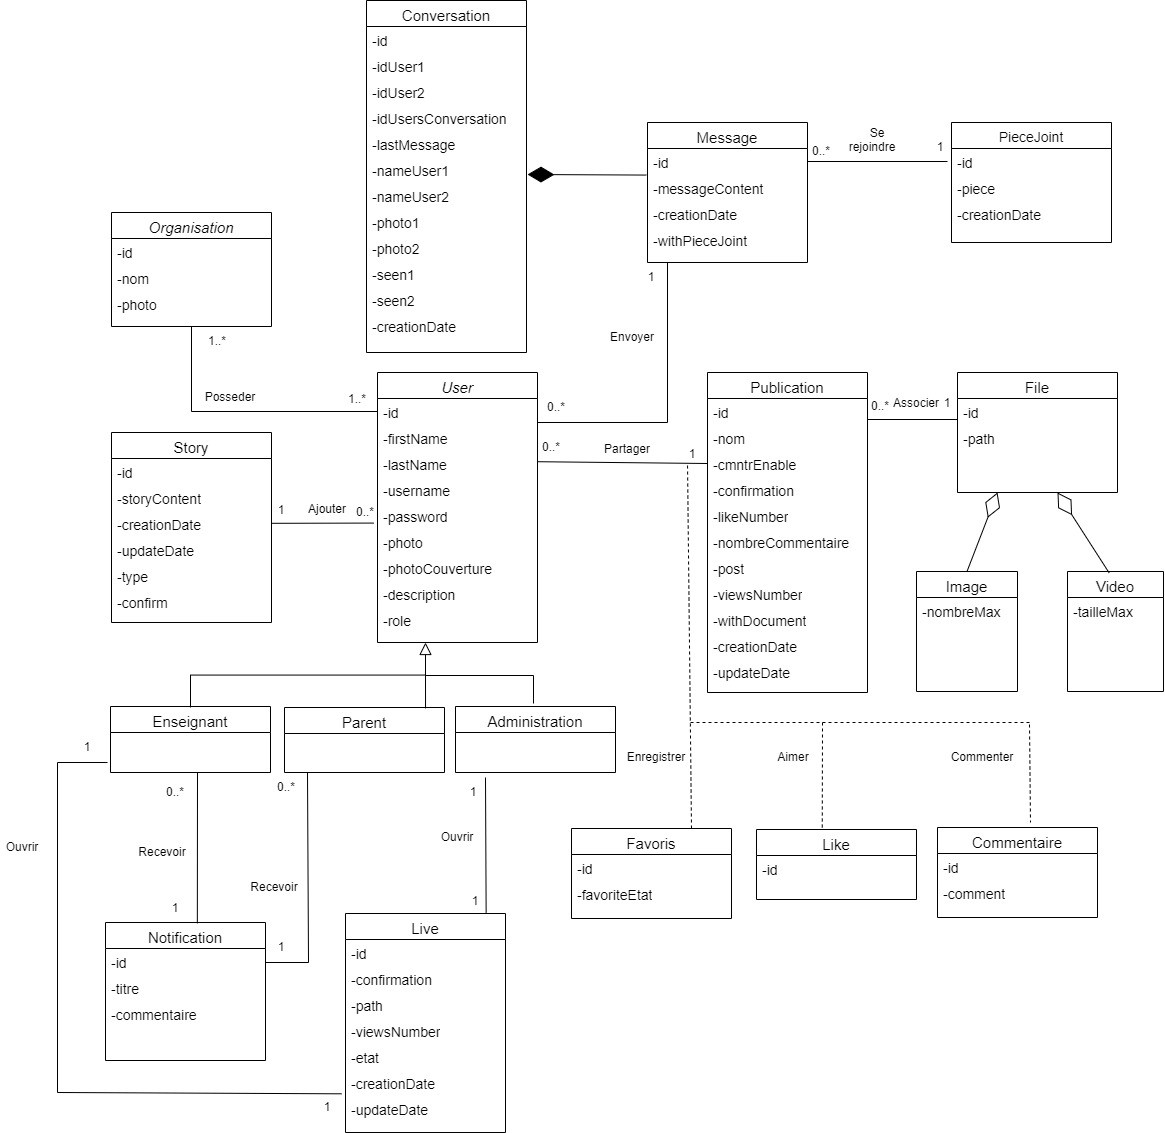 Conversation
-id
-idUser1
-idUser2
-idUsersConversation
-lastMessage
-nameUser1
-nameUser2
-photo1
-photo2
-seen1
-seen2
-creationDate
Message
-id
-messageContent
-creationDate
-withPieceJoint
0..*
Se
rejoindre
1
PieceJoint
-id
-piece
-creationDate
Organisation
-id
-nom
-photo
1..*
Posseder
1..*
1
Envoyer
0..*
User
-id
-firstName
-lastName
-username
-password
-photo
-photoCouverture
-description
-role
0..*
Partager
1
Publication
-id
-nom
-cmntrEnable
-confirmation
-likeNumber
-nombreCommentaire
-post
-viewsNumber
-withDocument
-creationDate
-updateDate
0..*
Associer
1
File
-id
-path
Image
-nombreMax
Video
-tailleMax
Story
-id
-storyContent
-creationDate
-updateDate
-type
-confirm
1
Ajouter
0..*
Enseignant
Parent
Administration
1
Ouvrir
1
0..*
Recevoir
1
0..*
Recevoir
1
1
Ouvrir
1
Notification
-id
-titre
-commentaire
Live
-id
-confirmation
-path
-viewsNumber
-etat
-creationDate
-updateDate
Enregistrer
Aimer
Commenter
Favoris
-id
-favoriteEtat
Like
-id
Commentaire
-id
-comment